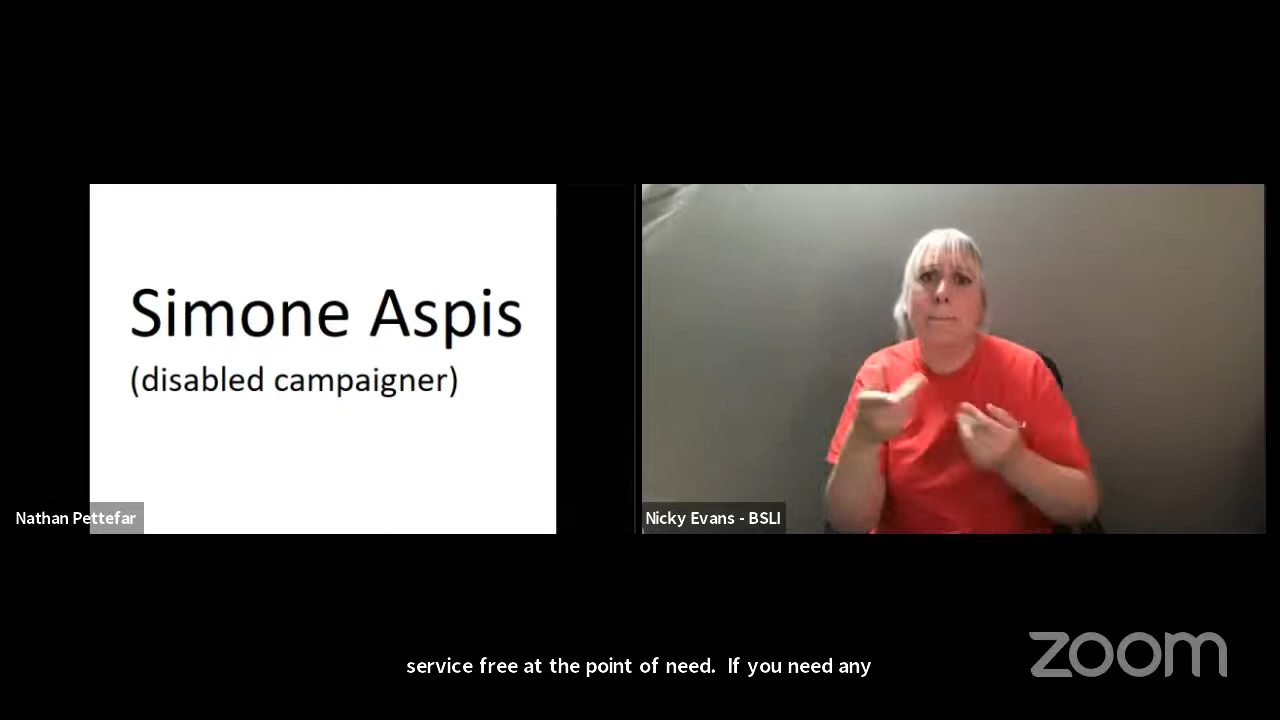 Simone Aspis
(disabled campaigner)
Nathan Pettefar
Nicky Evans - BSLI
service free at the point of need.  If you need any
zoom